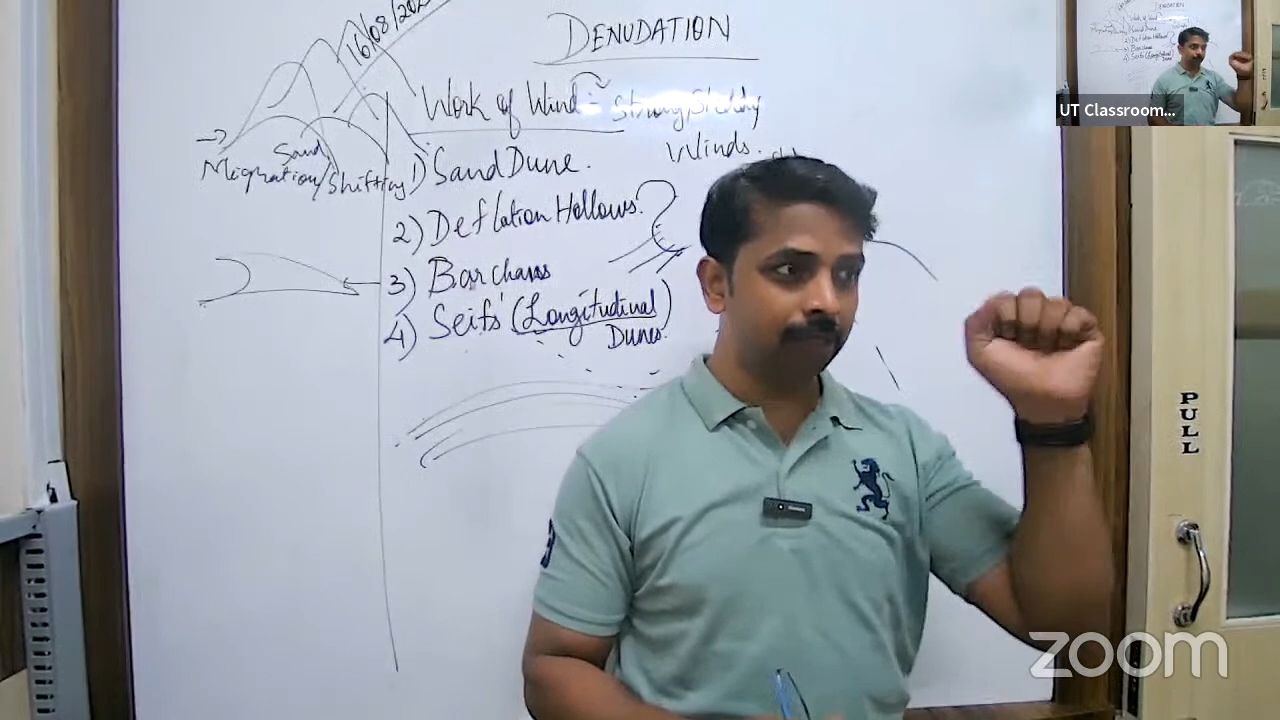 DENUDATION
16/08/202
Work of Wind:- Strong, Steady
Winds.
Sand
Migration/Shifting
1) Sand Dune.
2) Deflation Hollows.
3) Barchans
4) Seifs (Longitudinal)
Dunes.
UT Classroom...
PULL
zoom